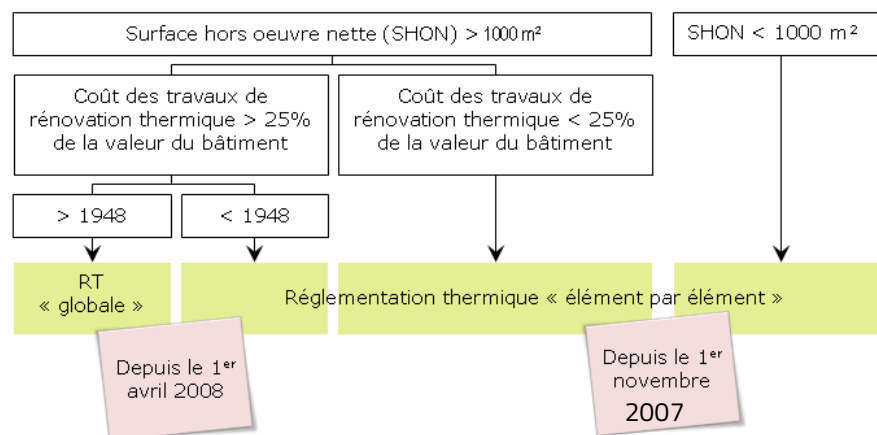 Surface hors oeuvre nette (SHON) > 1000 m²
SHON < 1000 m²
Coût des travaux de
rénovation thermique > 25%
de la valeur du bâtiment
Coût des travaux de
rénovation thermique < 25%
de la valeur du bâtiment
> 1948
< 1948
RT
« globale »
Réglementation thermique « élément par élément »
Depuis le 1er
avril 2008
Depuis le 1er
novembre
2007